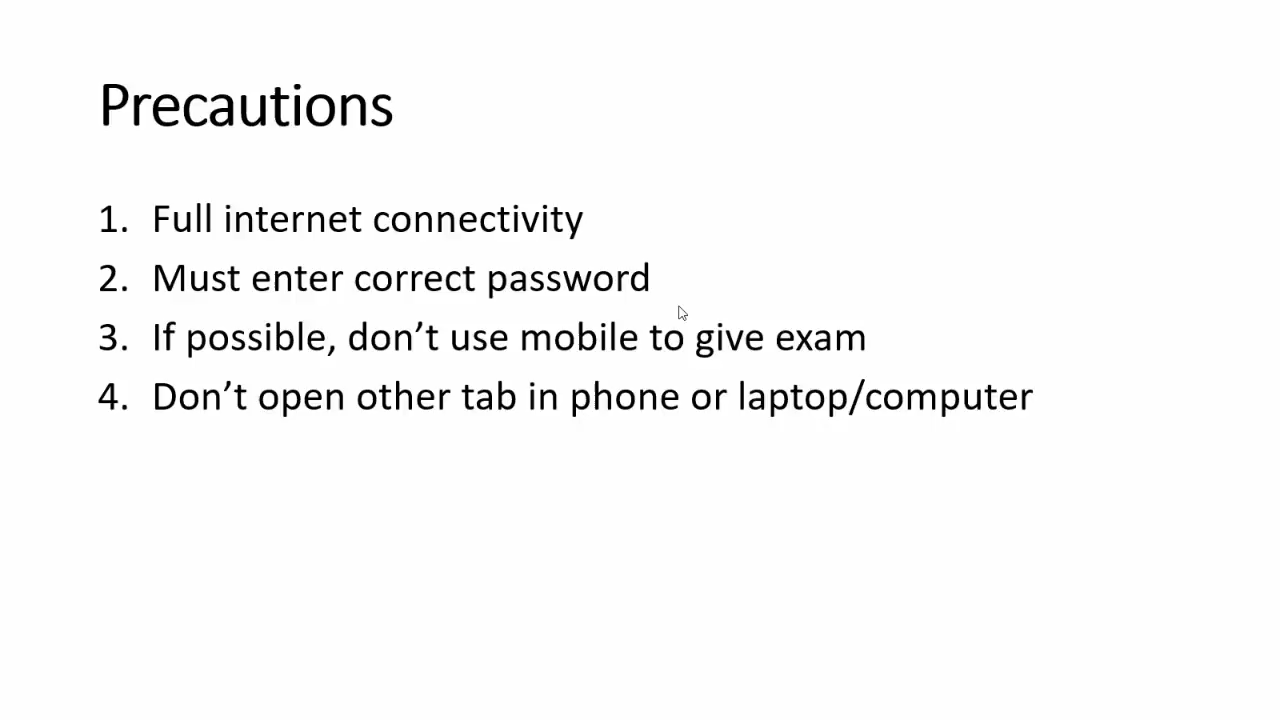 Precautions
1. Full internet connectivity
2. Must enter correct password
3. If possible, don’t use mobile to give exam
4. Don’t open other tab in phone or laptop/computer